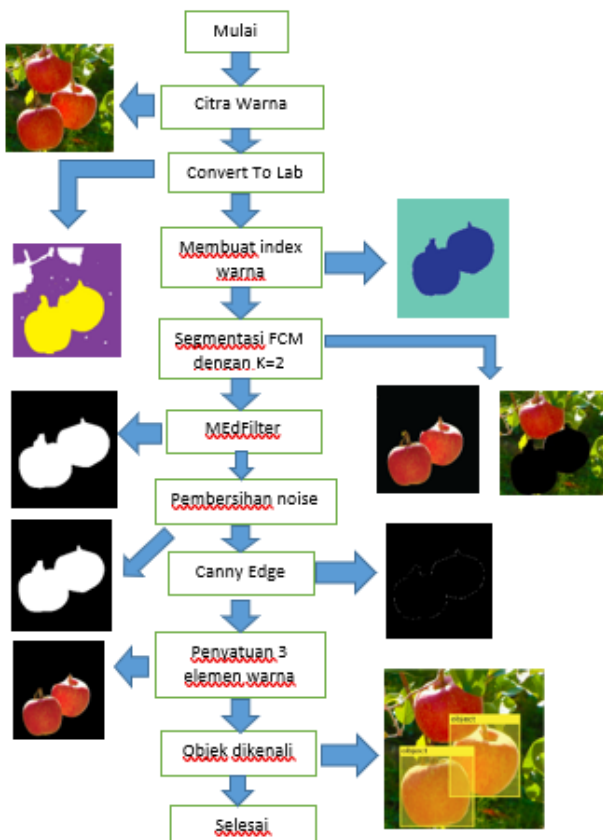 Mulai
Citra Warna
Convert To Lab
Membuat index
warna
Segmentasi FCM
dengan K=2
MEdFilter
Pembersihan noise
Canny Edge
Penyatuan 3
elemen warna
Objek dikenali
object
object
Selesai